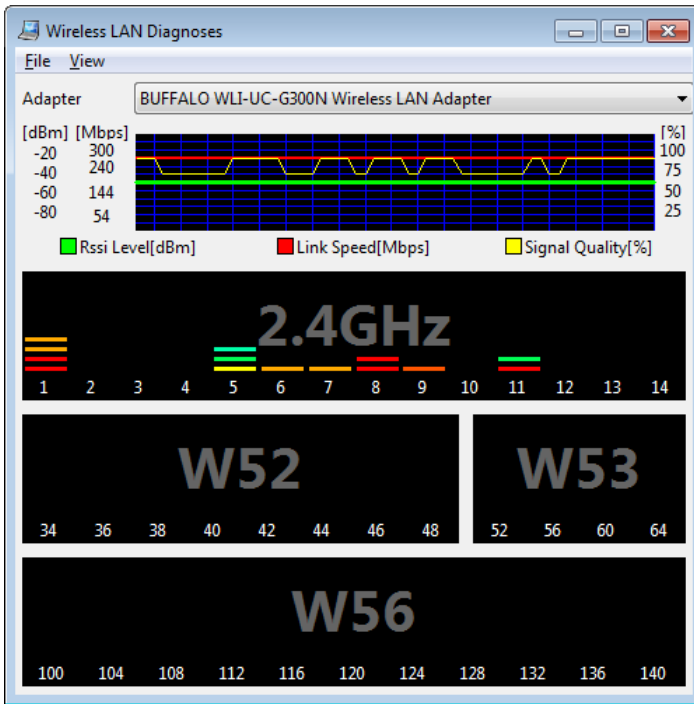 Wireless LAN Diagnoses
File View
Adapter BUFFALO WLI-UC-G300N Wireless LAN Adapter
[dBm] [Mbps] [%]
-20 300 100
-40 240 75
-60 144 50
-80 54 25
Rssi Level[dBm] Link Speed[Mbps] Signal Quality[%]
2.4GHz
1 2 3 4 5 6 7 8 9 10 11 12 13 14
W52 W53
34 36 38 40 42 44 46 48 52 56 60 64
W56
100 104 108 112 116 120 124 128 132 136 140